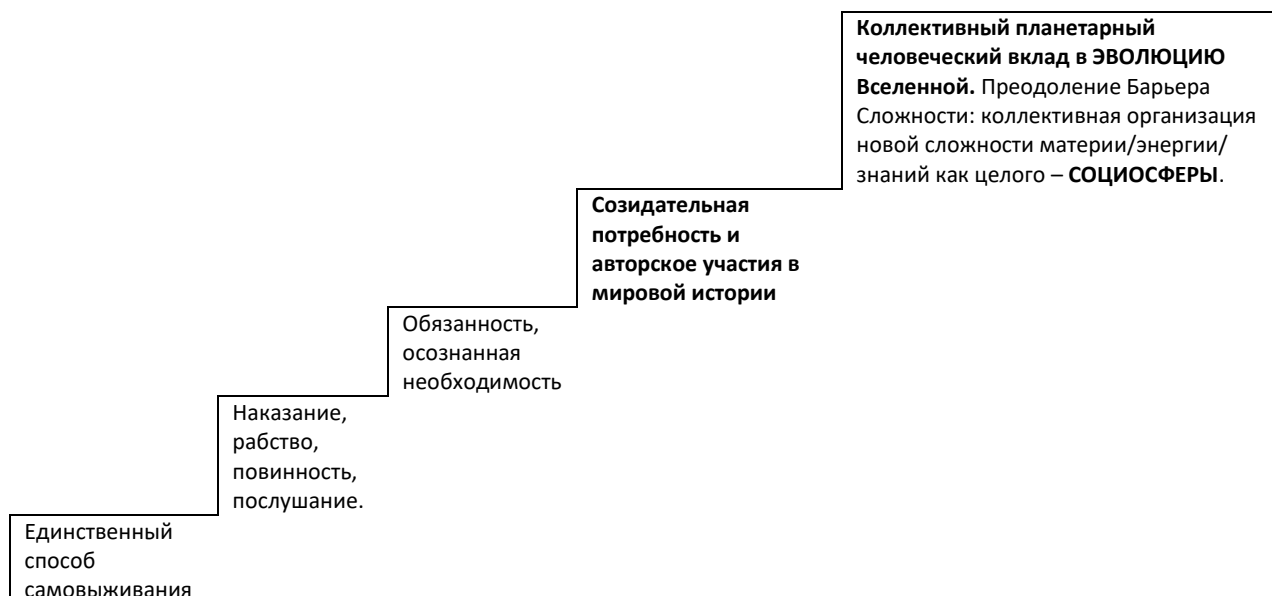 Коллективный планетарный
человеческий вклад в ЭВОЛЮЦИЮ
Вселенной. Преодоление Барьера
Сложности: коллективная организация
новой сложности материи/энергии/
знаний как целого – СОЦИОСФЕРЫ.
Созидательная
потребность и
авторское участия в
мировой истории
Обязанность,
осознанная
необходимость
Наказание,
рабство,
повинность,
послушание.
Единственный
способ
самовыживания